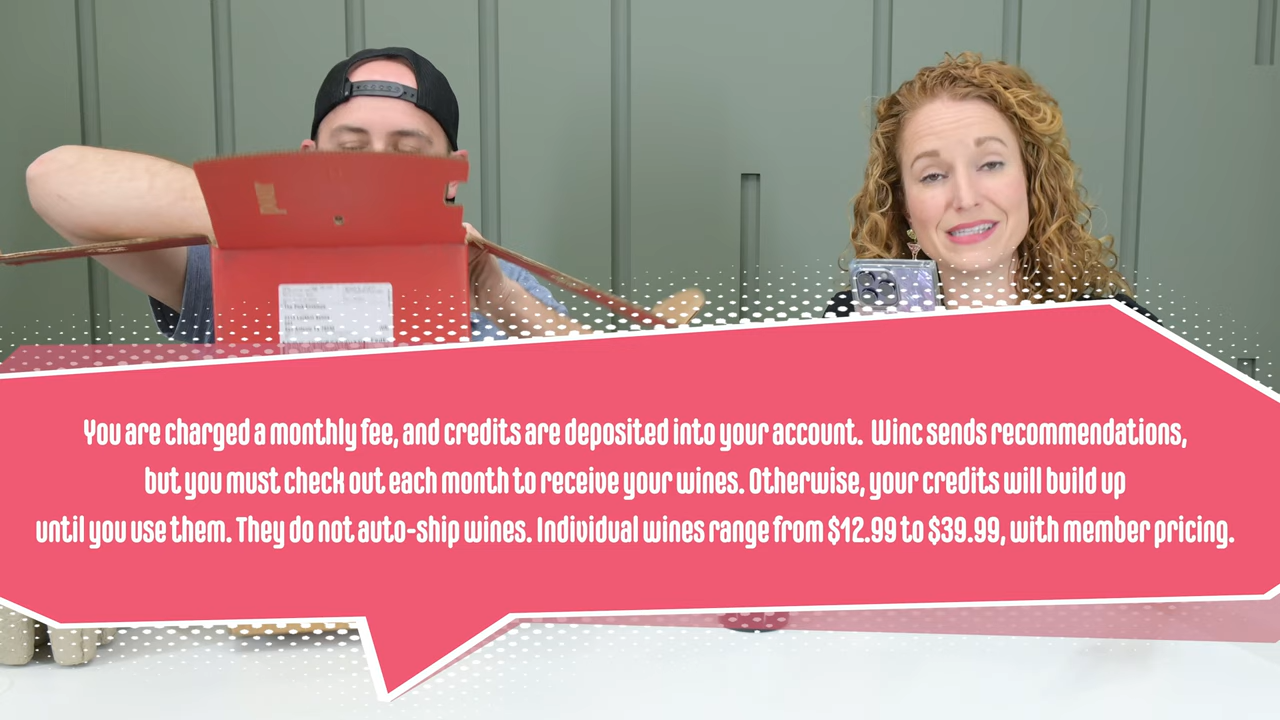 You are charged a monthly fee, and credits are deposited into your account. Winc sends recommendations,
but you must check out each month to receive your wines. Otherwise, your credits will build up
until you use them. They do not auto-ship wines. Individual wines range from $12.99 to $39.99, with member pricing.